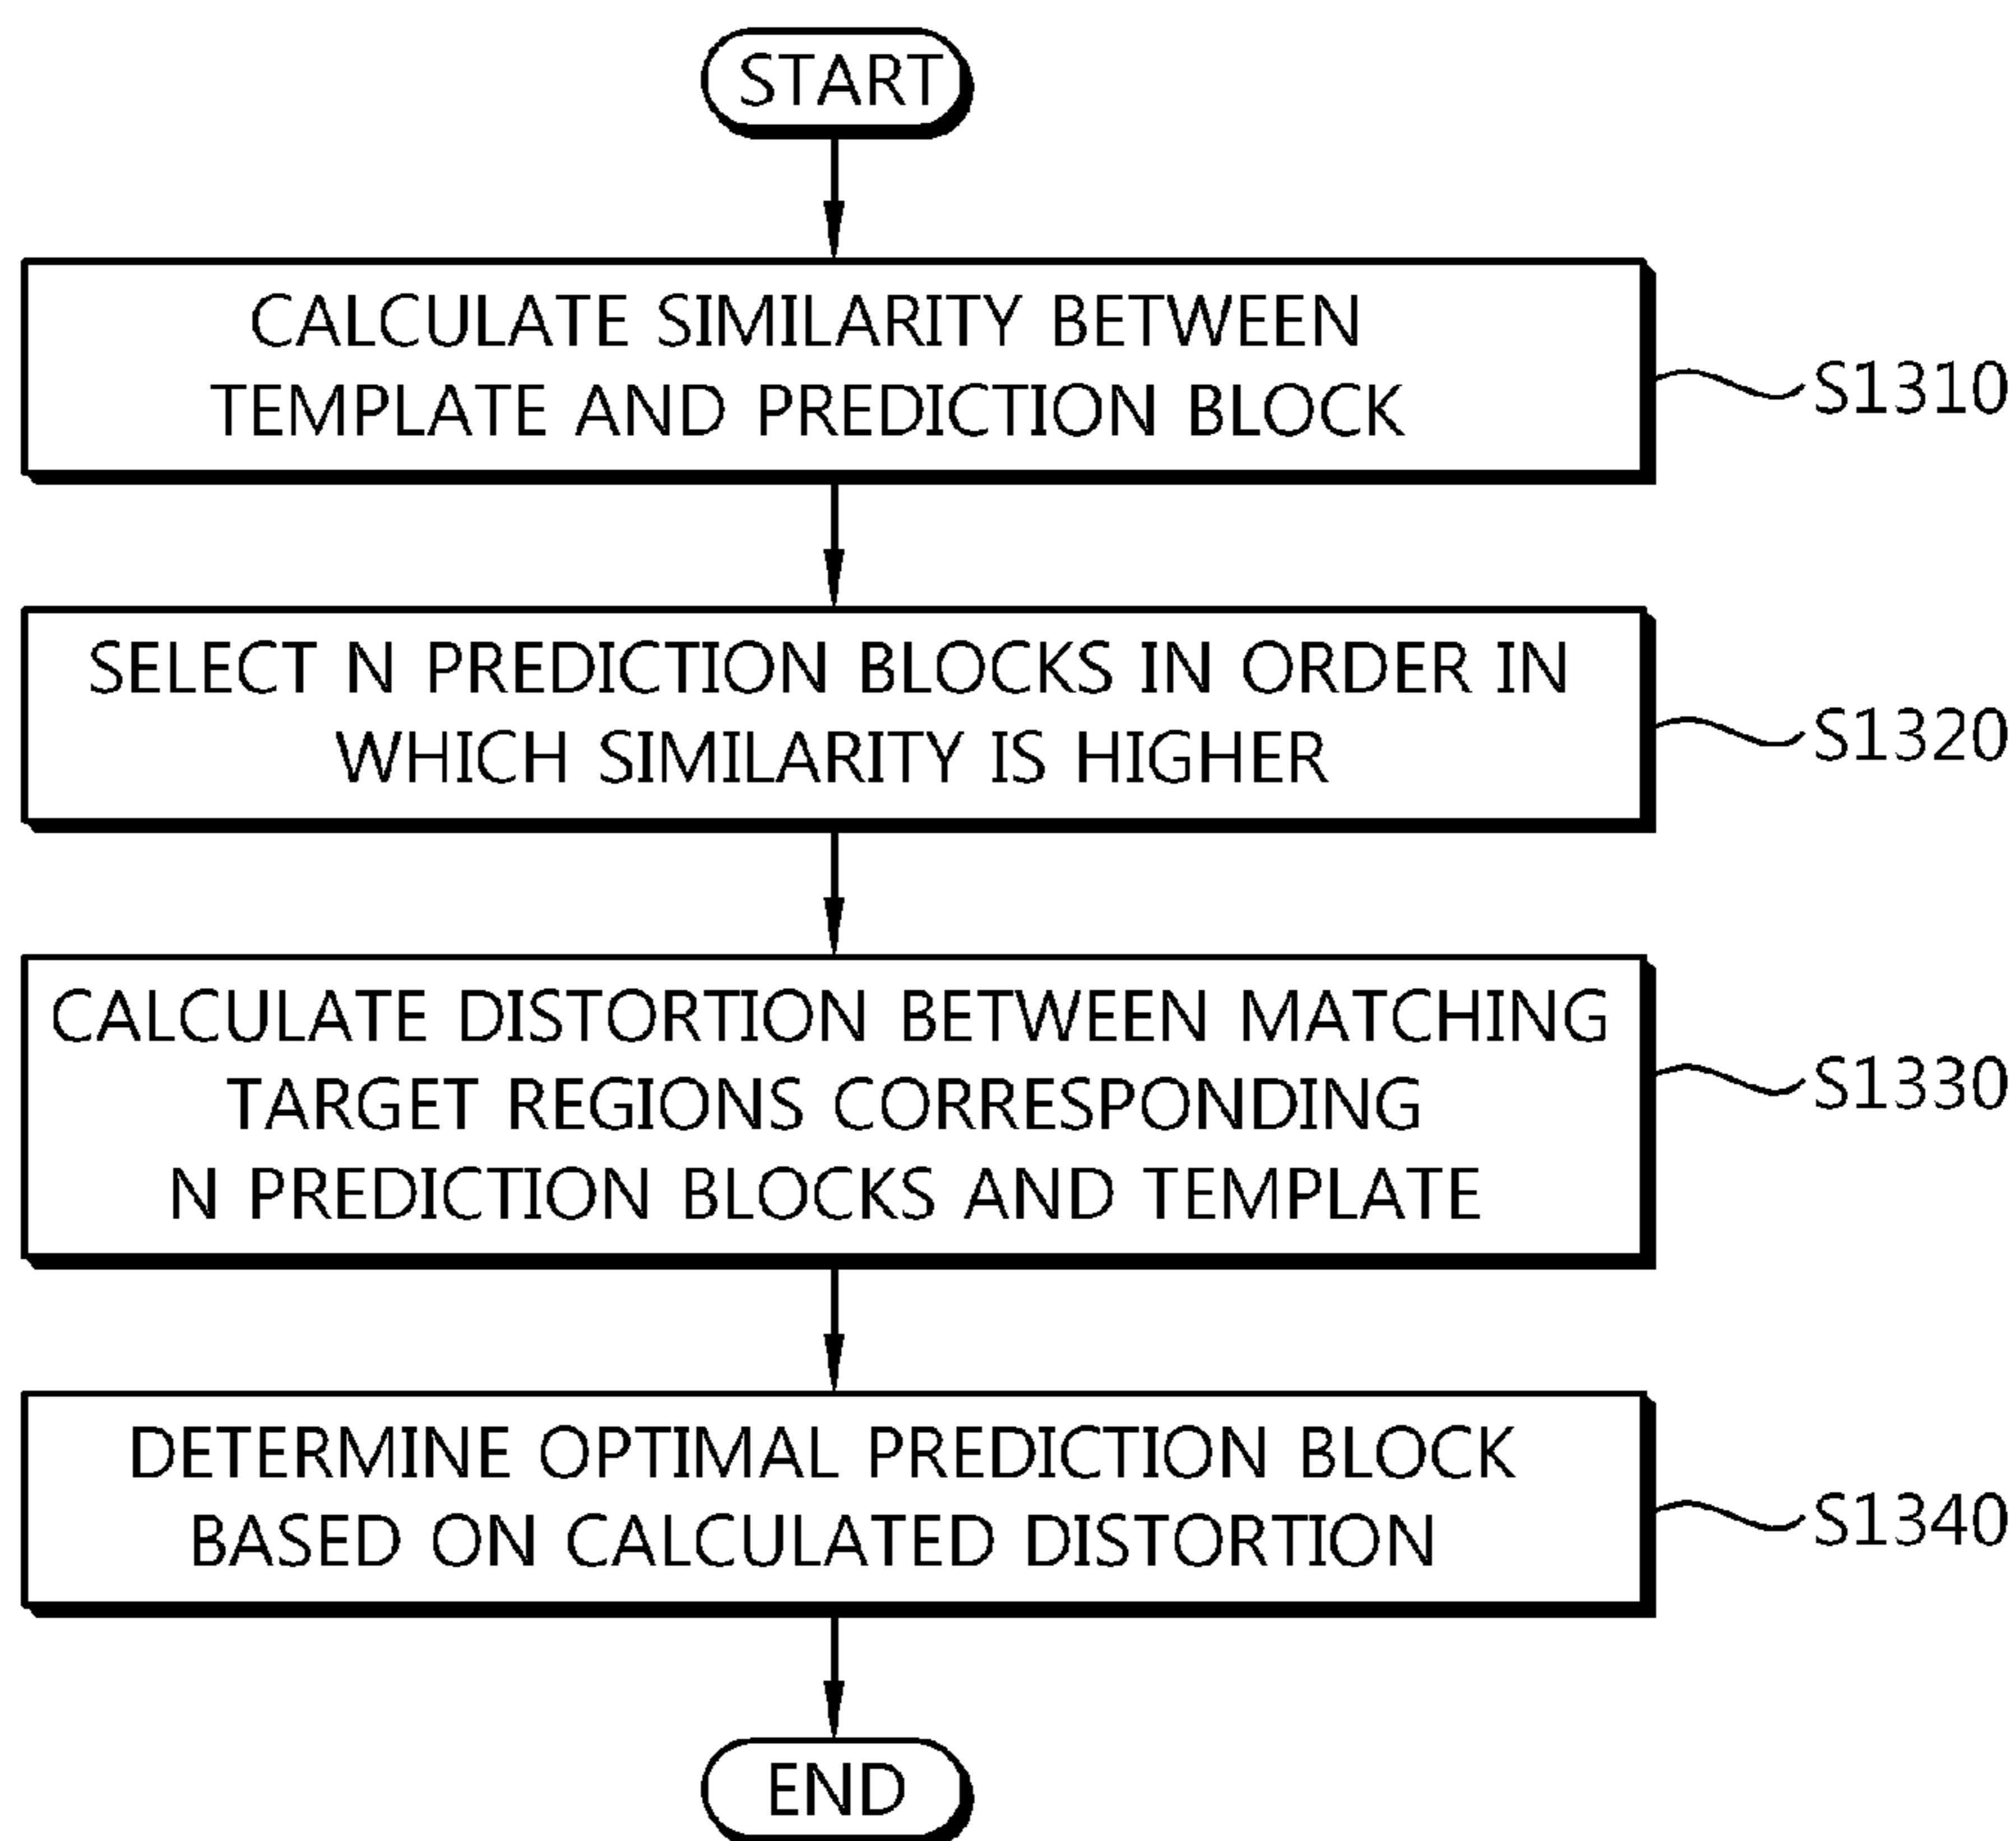 START
CALCULATE SIMILARITY BETWEEN
TEMPLATE AND PREDICTION BLOCK
S1310
SELECT N PREDICTION BLOCKS IN ORDER IN
WHICH SIMILARITY IS HIGHER
S1320
CALCULATE DISTORTION BETWEEN MATCHING
TARGET REGIONS CORRESPONDING
N PREDICTION BLOCKS AND TEMPLATE
S1330
DETERMINE OPTIMAL PREDICTION BLOCK
BASED ON CALCULATED DISTORTION
S1340
END